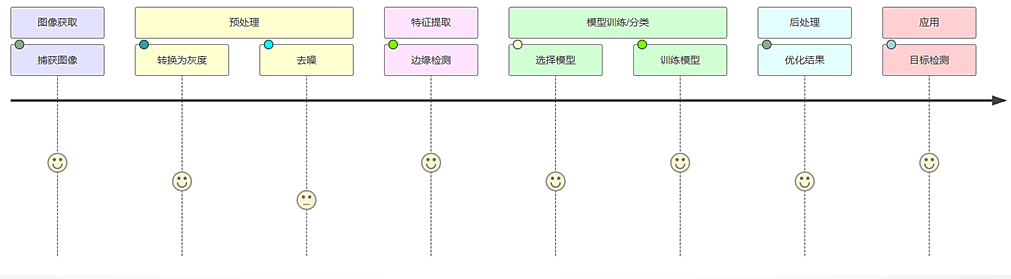 图像获取
预处理
特征提取
模型训练/分类
后处理
应用
捕获图像
转换为灰度
去噪
边缘检测
选择模型
训练模型
优化结果
目标检测